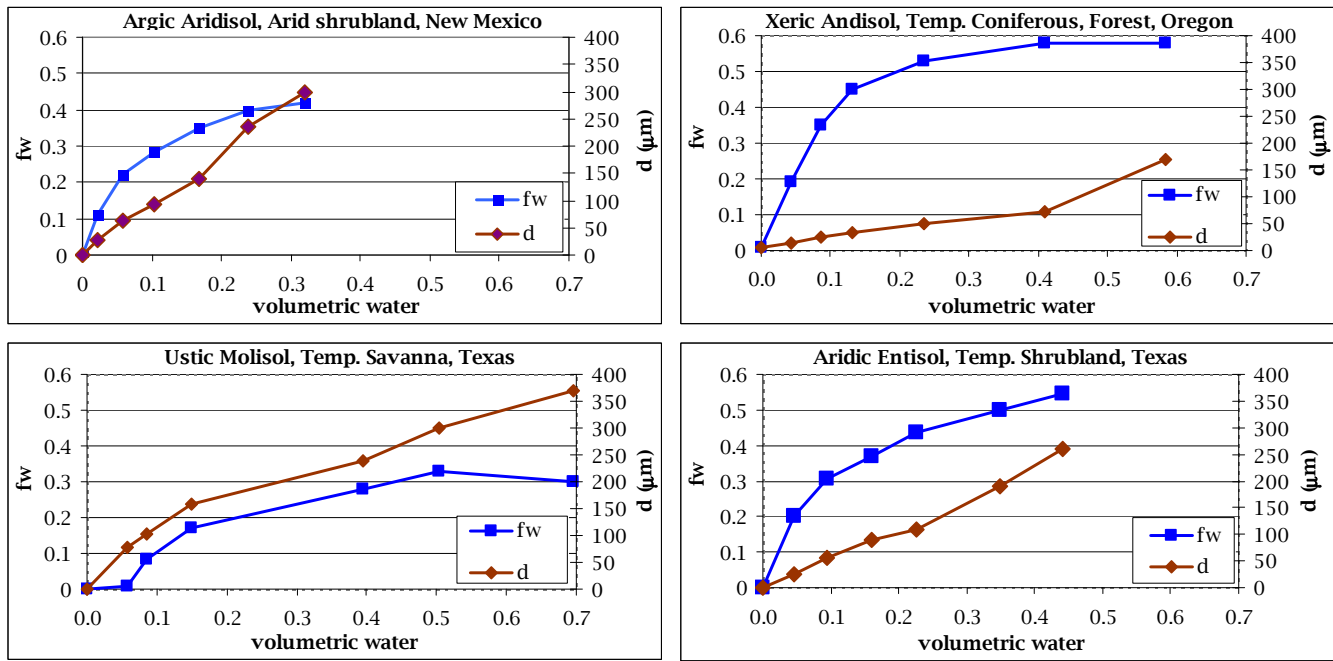 Argic Aridisol, Arid shrubland, New Mexico
0.6
0.5
0.4
0.3
0.2
0.1
0
fw
400
350
300
250
200
150
100
50
0
d (µm)
fw
d
0 0.1 0.2 0.3 0.4 0.5 0.6 0.7
volumetric water
Xeric Andisol, Temp. Coniferous, Forest, Oregon
0.6
0.5
0.4
0.3
0.2
0.1
0
fw
400
350
300
250
200
150
100
50
0
d (µm)
fw
d
0.0 0.1 0.2 0.3 0.4 0.5 0.6 0.7
volumetric water
Ustic Molisol, Temp. Savanna, Texas
0.6
0.5
0.4
0.3
0.2
0.1
0
fw
400
350
300
250
200
150
100
50
0
d (µm)
fw
d
0.0 0.1 0.2 0.3 0.4 0.5 0.6 0.7
volumetric water
Aridic Entisol, Temp. Shrubland, Texas
0.6
0.5
0.4
0.3
0.2
0.1
0
fw
400
350
300
250
200
150
100
50
0
d (µm)
fw
d
0.0 0.1 0.2 0.3 0.4 0.5 0.6 0.7
volumetric water